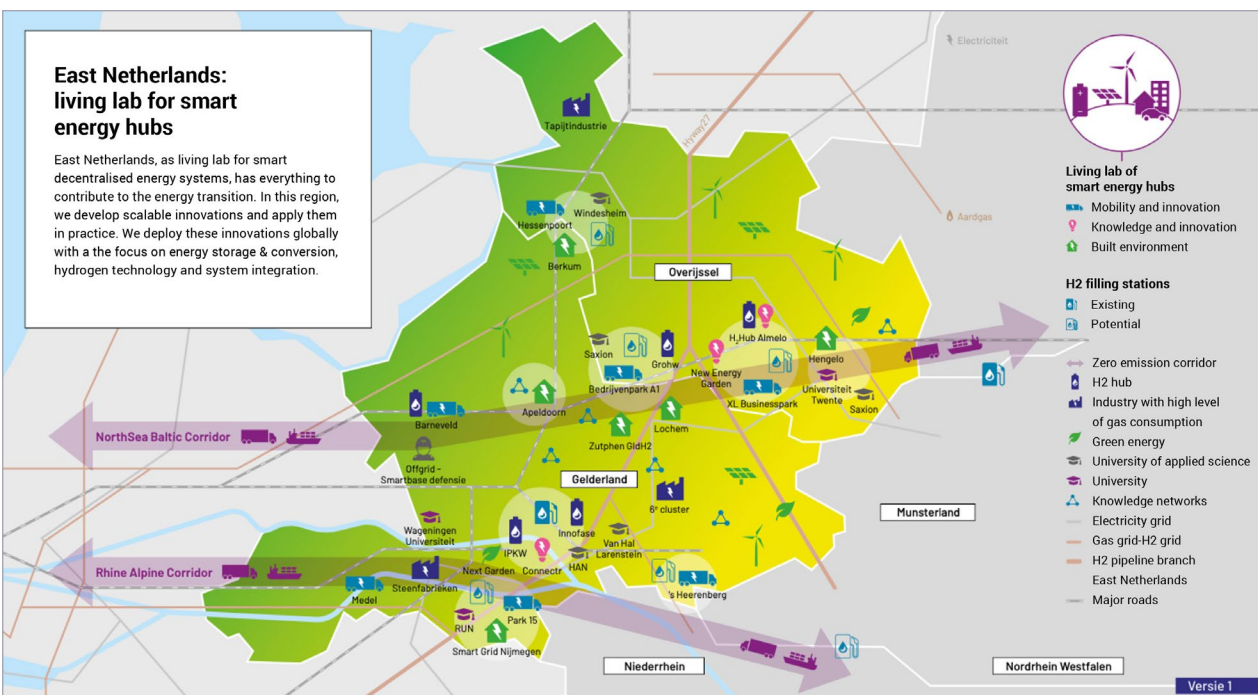 East Netherlands:
living lab for smart
energy hubs
East Netherlands, as living lab for smart
decentralised energy systems, has everything to
contribute to the energy transition. In this region,
we develop scalable innovations and apply them
in practice. We deploy these innovations globally
with a the focus on energy storage & conversion,
hydrogen technology and system integration.
Electriciteit
Hyway27
Aardgas
Tapijtindustrie
Windesheim
Hessenpoort
Berkum
Overijssel
H₂Hub Almelo
Saxion
Grohw
New Energy
Garden
Hengelo
Bedrijvenpark A1
XL Businesspark
Universiteit
Twente
Saxion
Apeldoorn
Barneveld
Lochem
NorthSea Baltic Corridor
Zutphen GldH2
Offgrid -
Smartbase defensie
Gelderland
6ᵉ cluster
Munsterland
Wageningen
Universiteit
Innofase
IPKW
Van Hal
Larenstein
HAN
Next Garden
Connectr
Rhine Alpine Corridor
Steenfabrieken
Medel
's Heerenberg
Park 15
RUN
Smart Grid Nijmegen
Niederrhein
Nordrhein Westfalen
Living lab of
smart energy hubs
Mobility and innovation
Knowledge and innovation
Built environment
H2 filling stations
Existing
Potential
Zero emission corridor
H2 hub
Industry with high level
of gas consumption
Green energy
University of applied science
University
Knowledge networks
Electricity grid
Gas grid-H2 grid
H2 pipeline branch
East Netherlands
Major roads
Versie 1